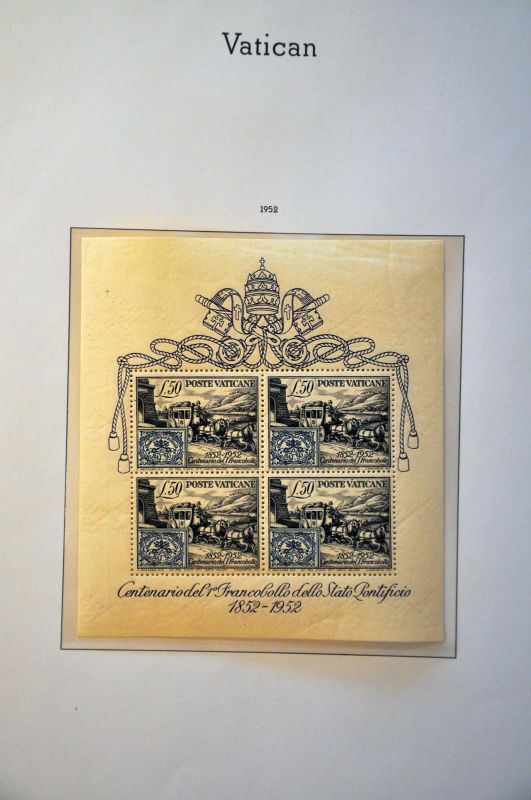 Vatican
1952
L.50 POSTE VATICANE
1852-1952
Centenario del 1° Francobollo
L.50 POSTE VATICANE
1852-1952
Centenario del 1° Francobollo
L.50 POSTE VATICANE
1852-1952
Centenario del 1° Francobollo
L.50 POSTE VATICANE
1852-1952
Centenario del 1° Francobollo
Centenario del 1° Francobollo dello Stato Pontificio
1852-1952